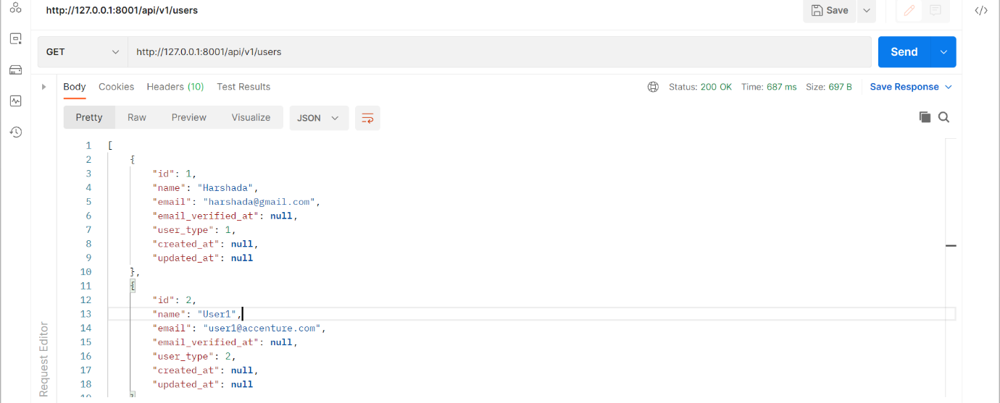 http://127.0.0.1:8001/api/v1/users
Save
</>
GET
http://127.0.0.1:8001/api/v1/users
Send
Body Cookies Headers (10) Test Results
Status: 200 OK Time: 687 ms Size: 697 B Save Response
Pretty Raw Preview Visualize JSON
1 [
2 {
3 "id": 1,
4 "name": "Harshada",
5 "email": "harshada@gmail.com",
6 "email_verified_at": null,
7 "user_type": 1,
8 "created_at": null,
9 "updated_at": null
10 },
11 {
12 "id": 2,
13 "name": "User1",
14 "email": "user1@accenture.com",
15 "email_verified_at": null,
16 "user_type": 2,
17 "created_at": null,
18 "updated_at": null
Request Editor